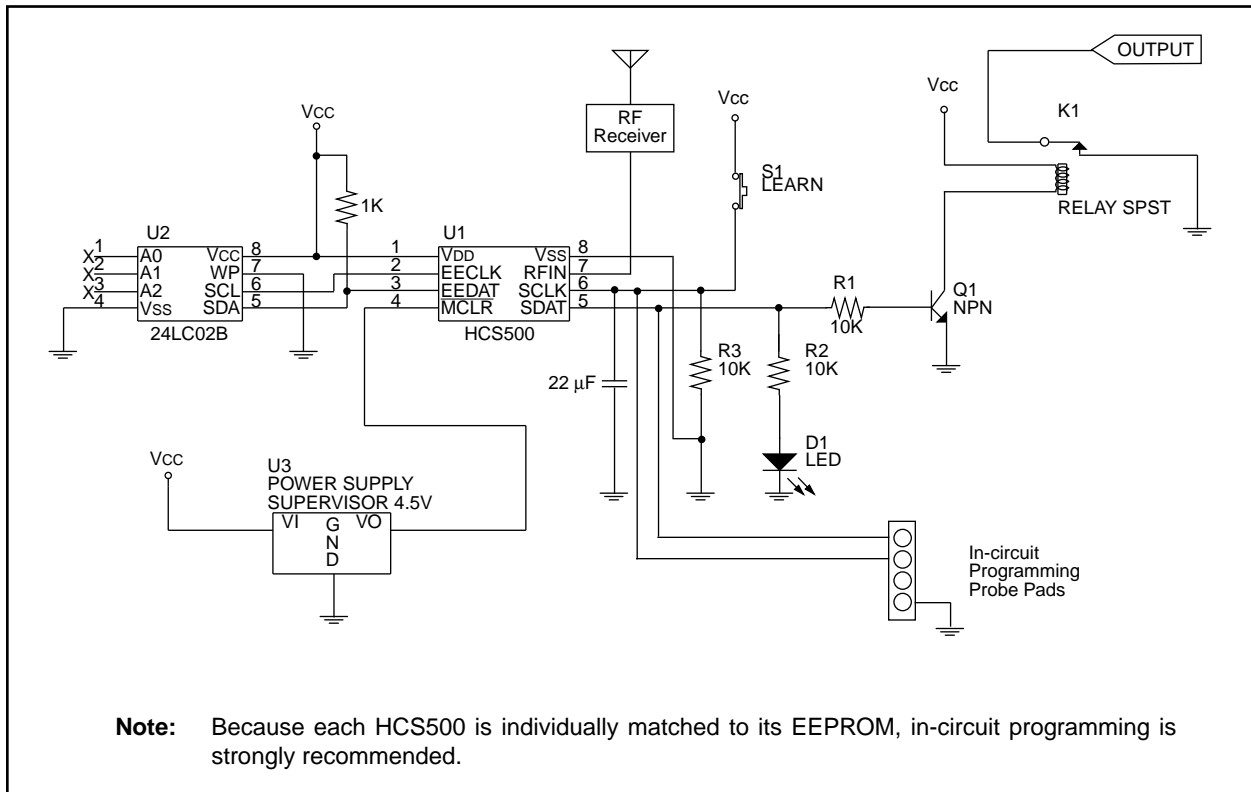 OUTPUT
VCC
K1
RELAY SPST
RF
Receiver
VCC
S1
LEARN
VCC
1K
U2
X 1 A0 VCC 8
X 2 A1 WP 7
X 3 A2 SCL 6
4 VSS SDA 5
24LC02B
U1
1 VDD VSS 8
2 EECLK RFIN 7
3 EEDAT SCLK 6
4 MCLR SDAT 5
HCS500
R1
10K
Q1
NPN
22 µF
R3
10K
R2
10K
D1
LED
VCC
U3
POWER SUPPLY
SUPERVISOR 4.5V
VI GND VO
In-circuit
Programming
Probe Pads
Note: Because each HCS500 is individually matched to its EEPROM, in-circuit programming is
strongly recommended.